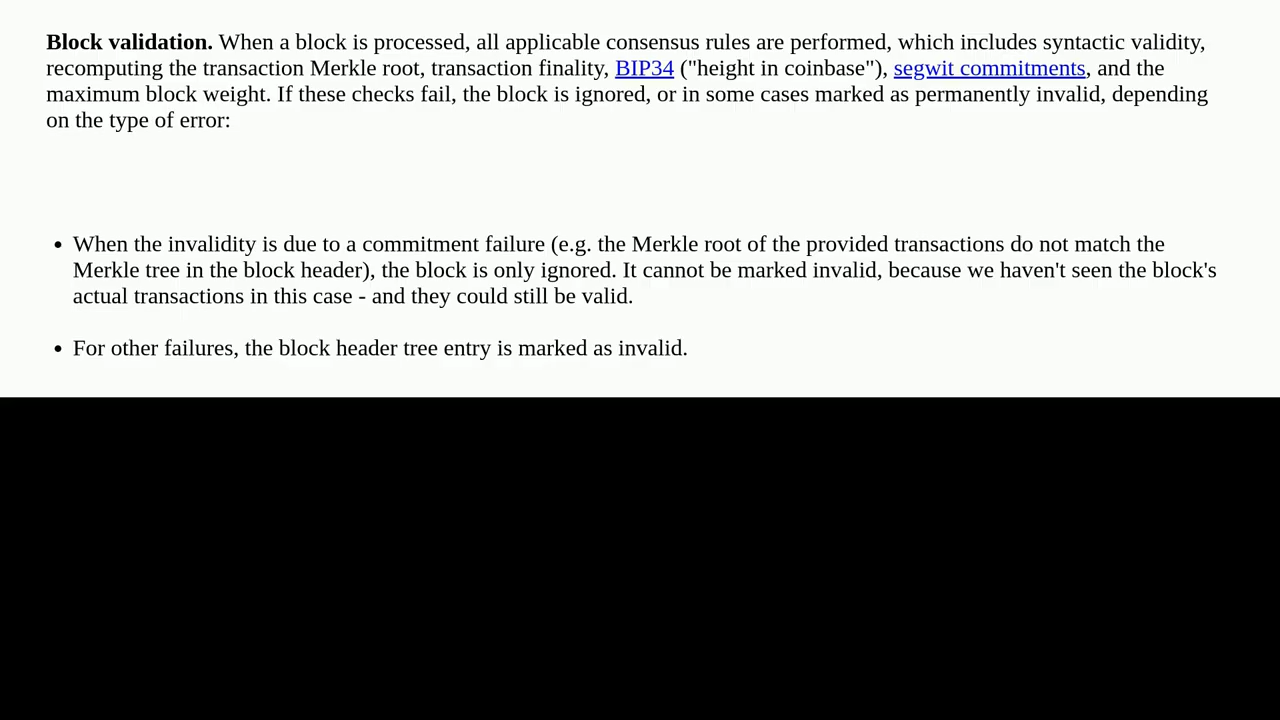 Block validation. When a block is processed, all applicable consensus rules are performed, which includes syntactic validity,
recomputing the transaction Merkle root, transaction finality, BIP34 ("height in coinbase"), segwit commitments, and the
maximum block weight. If these checks fail, the block is ignored, or in some cases marked as permanently invalid, depending
on the type of error:
• When the invalidity is due to a commitment failure (e.g. the Merkle root of the provided transactions do not match the
Merkle tree in the block header), the block is only ignored. It cannot be marked invalid, because we haven't seen the block's
actual transactions in this case - and they could still be valid.
• For other failures, the block header tree entry is marked as invalid.